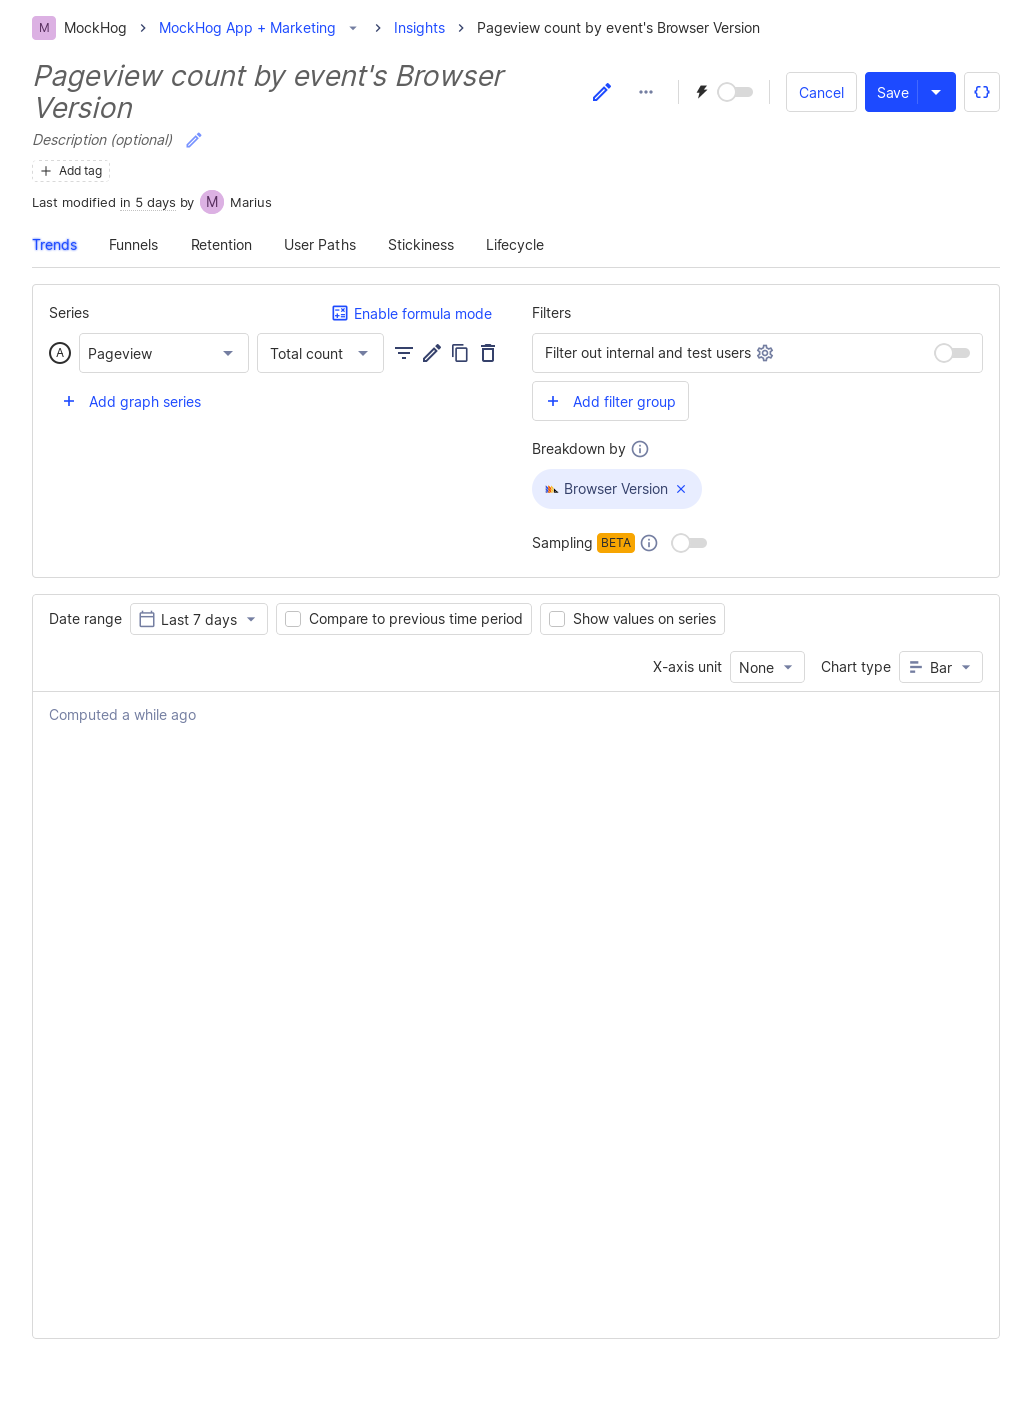 M MockHog MockHog App + Marketing Insights Pageview count by event's Browser Version
Pageview count by event's Browser
Version
Cancel Save
Description (optional)
Add tag
Last modified in 5 days by M Marius
Trends Funnels Retention User Paths Stickiness Lifecycle
Series Enable formula mode
A Pageview Total count
Add graph series
Filters
Filter out internal and test users
Add filter group
Breakdown by
Browser Version
Sampling BETA
Date range Last 7 days Compare to previous time period Show values on series
X-axis unit None Chart type Bar
Computed a while ago